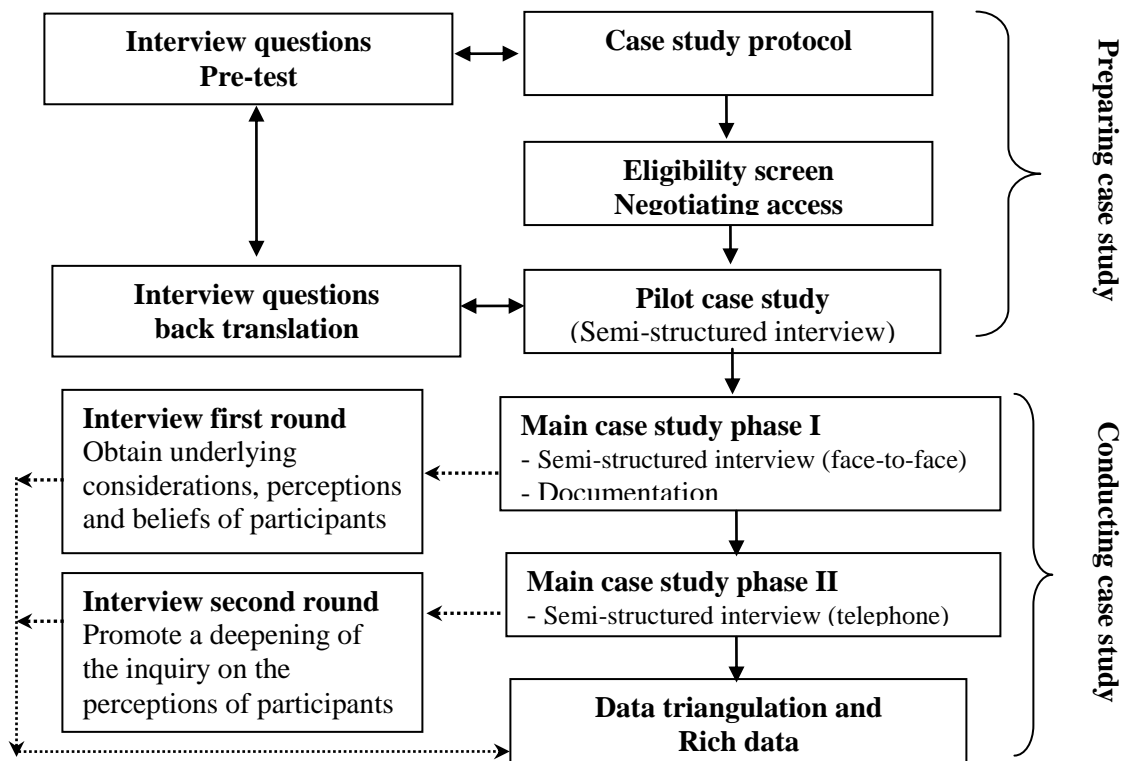 Interview questions
Pre-test
Case study protocol
Eligibility screen
Negotiating access
Interview questions
back translation
Pilot case study
(Semi-structured interview)
Preparing case study
Interview first round
Obtain underlying
considerations, perceptions
and beliefs of participants
Main case study phase I
- Semi-structured interview (face-to-face)
- Documentation
Interview second round
Promote a deepening of
the inquiry on the
perceptions of participants
Main case study phase II
- Semi-structured interview (telephone)
Data triangulation and
Rich data
Conducting case study